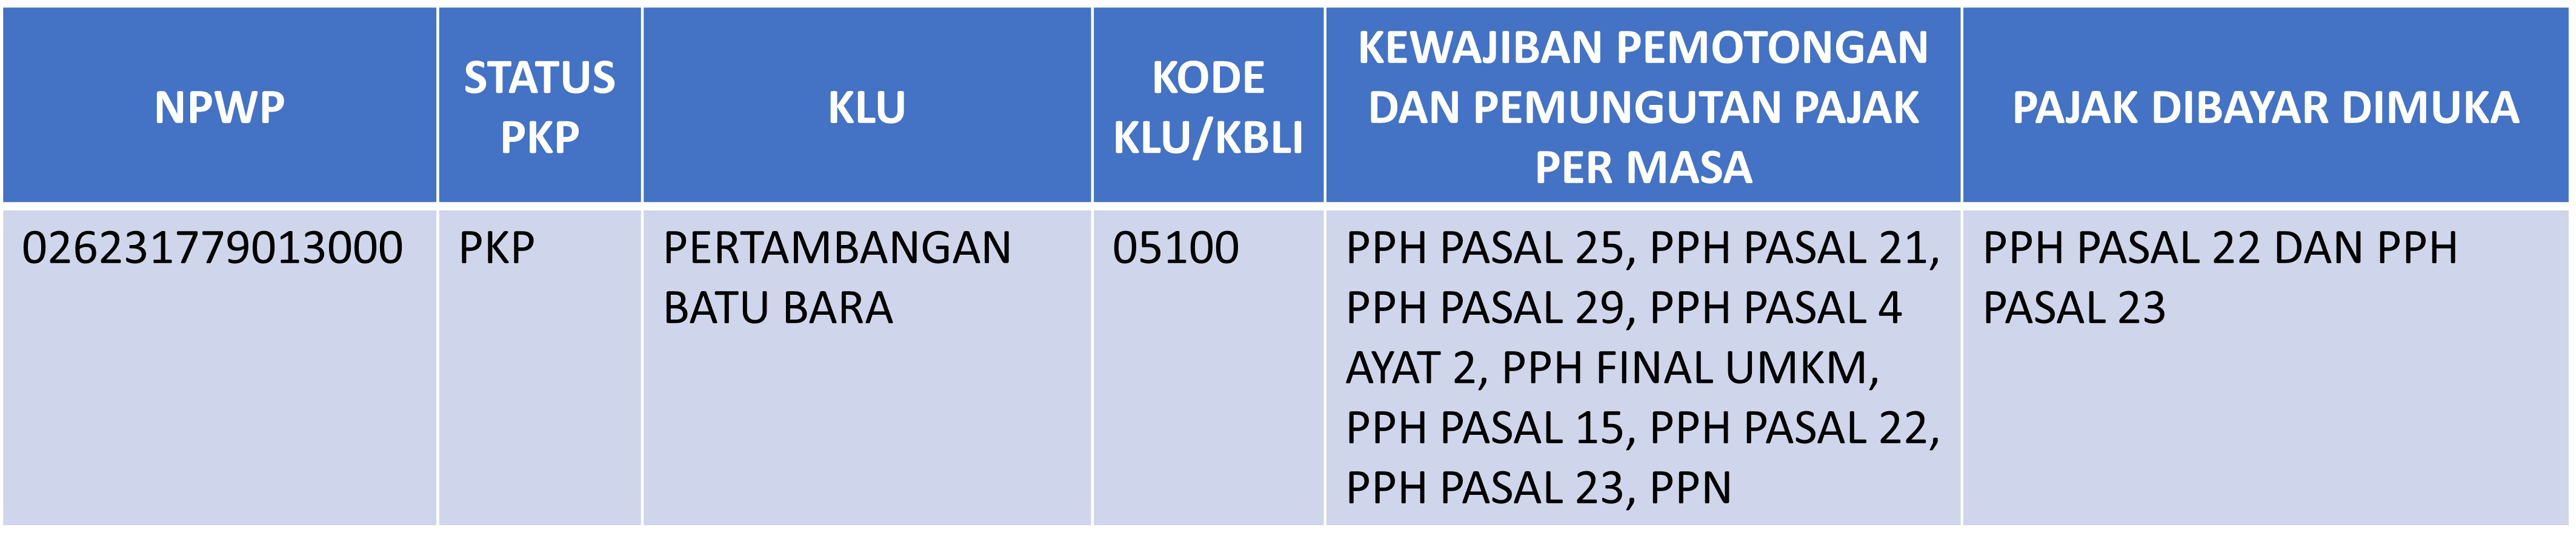 NPWP
STATUS
PKP
KLU
KODE
KLU/KBLI
KEWAJIBAN PEMOTONGAN
DAN PEMUNGUTAN PAJAK
PER MASA
PAJAK DIBAYAR DIMUKA
026231779013000
PKP
PERTAMBANGAN
BATU BARA
05100
PPH PASAL 25, PPH PASAL 21,
PPH PASAL 29, PPH PASAL 4
AYAT 2, PPH FINAL UMKM,
PPH PASAL 15, PPH PASAL 22,
PPH PASAL 23, PPN
PPH PASAL 22 DAN PPH
PASAL 23